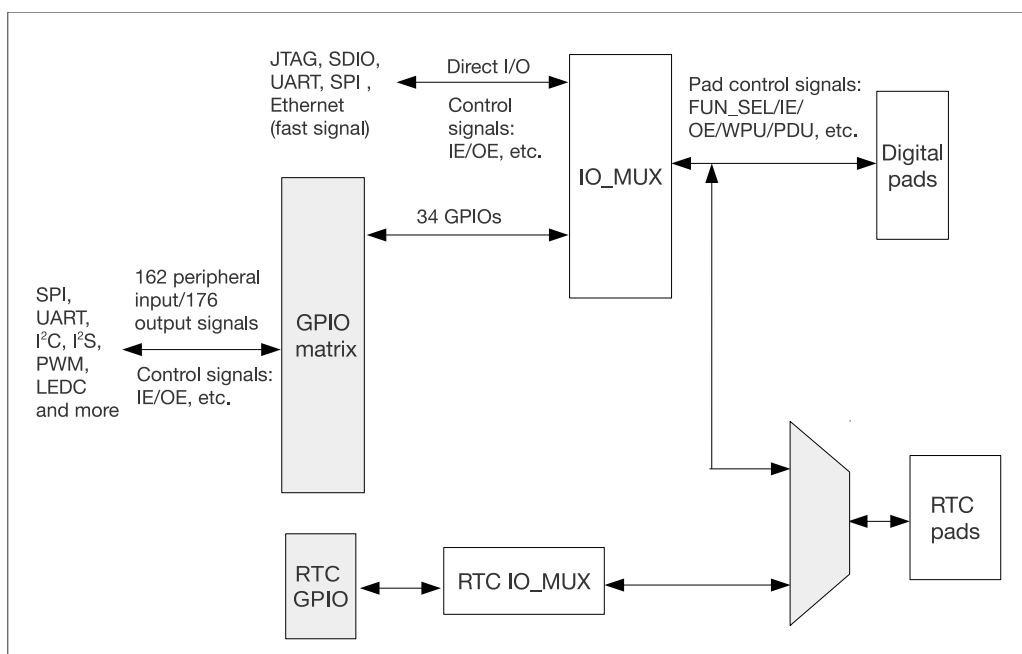 JTAG, SDIO,
UART, SPI ,
Ethernet
(fast signal)
Direct I/O
Control
signals:
IE/OE, etc.
IO_MUX
Pad control signals:
FUN_SEL/IE/
OE/WPU/PDU, etc.
Digital
pads
34 GPIOs
SPI,
UART,
I²C, I²S,
PWM,
LEDC
and more
162 peripheral
input/176
output signals
Control signals:
IE/OE, etc.
GPIO
matrix
RTC
GPIO
RTC IO_MUX
RTC
pads